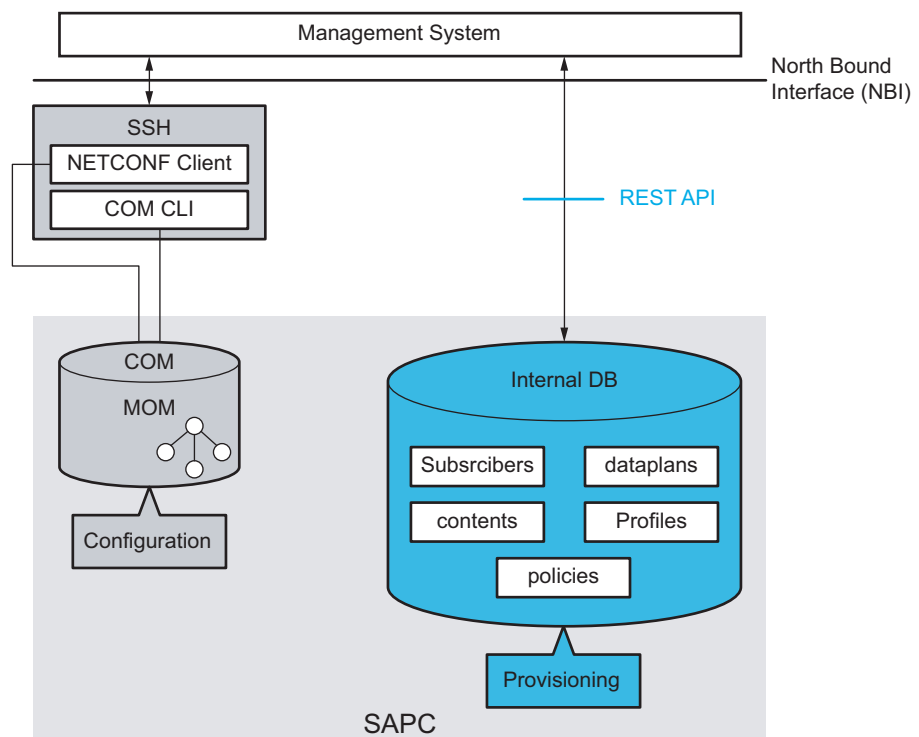 Management System
North Bound
Interface (NBI)
SSH
NETCONF Client
COM CLI
REST API
COM
MOM
Configuration
Internal DB
Subsrcibers
dataplans
contents
Profiles
policies
Provisioning
SAPC